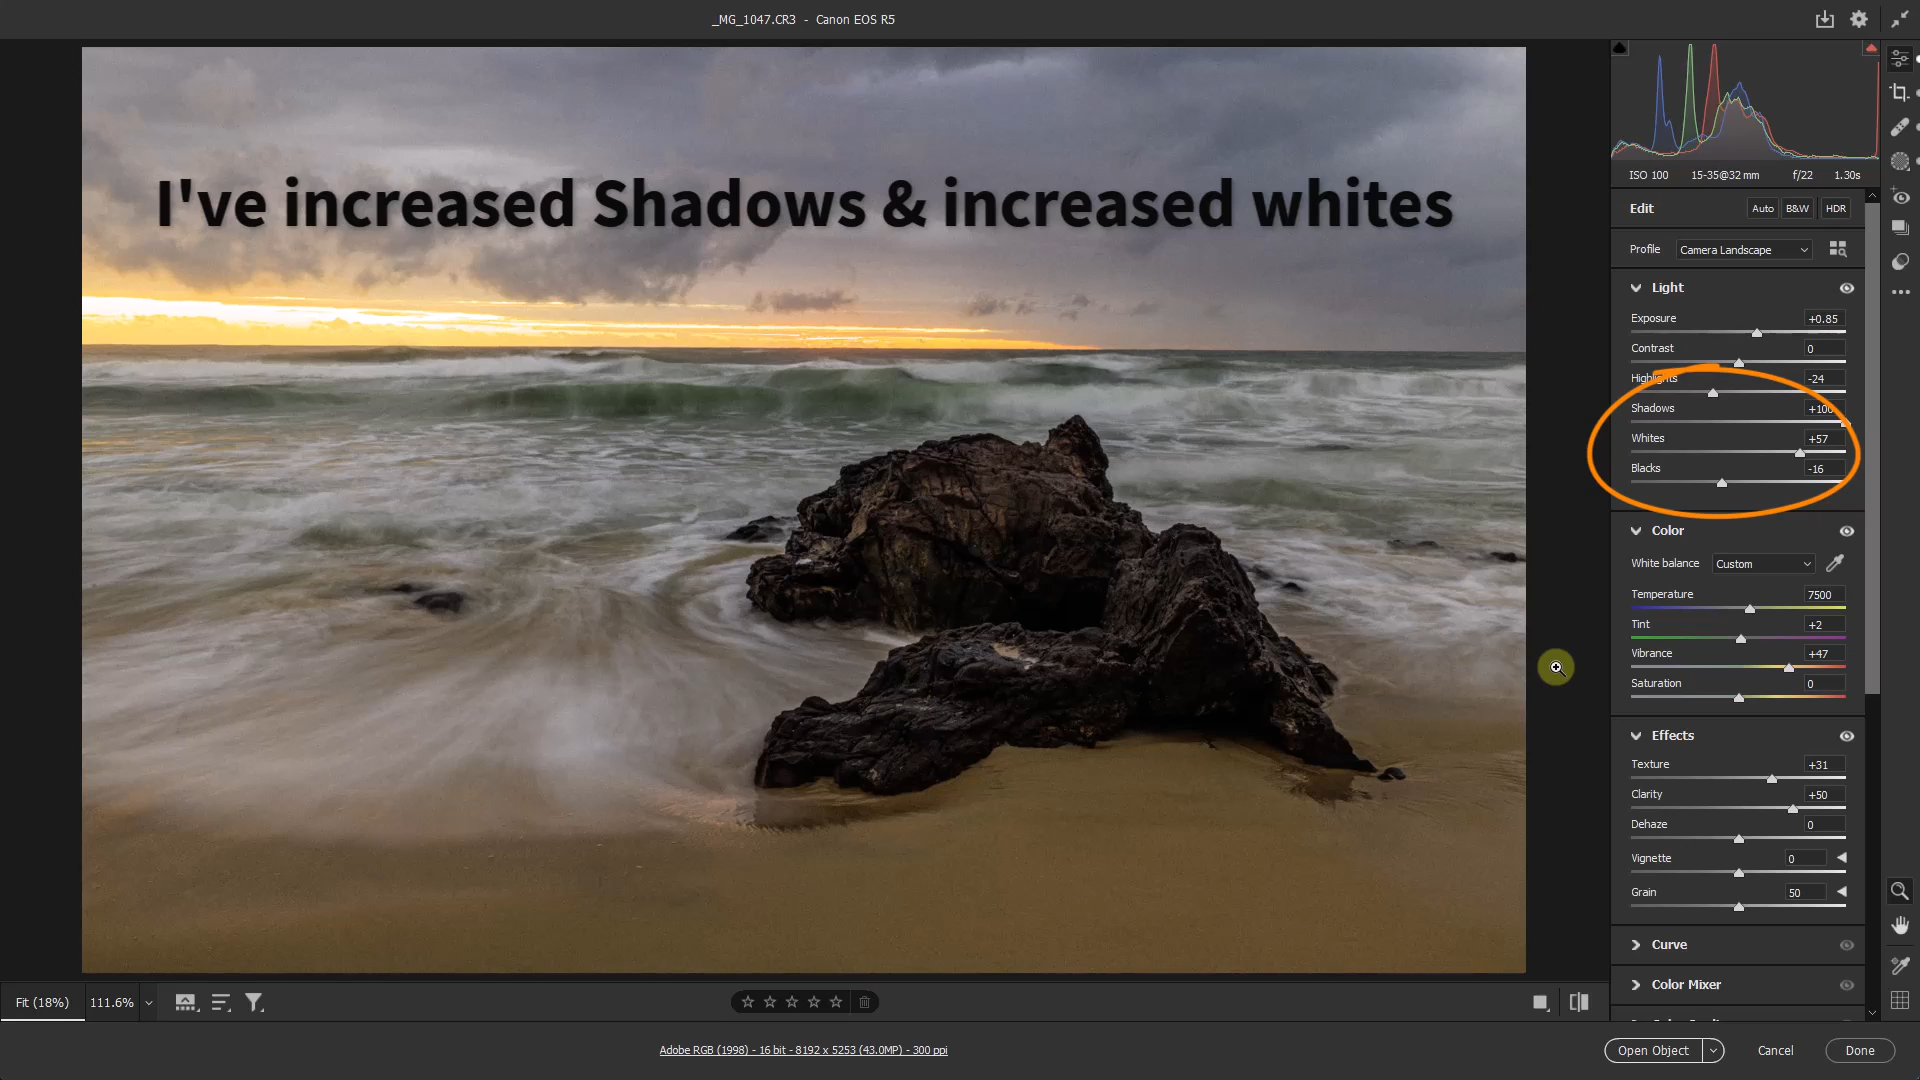 _MG_1047.CR3 - Canon EOS R5
I've increased Shadows & increased whites
ISO 100 15-35@32 mm f/22 1.30s
Edit Auto B&W HDR
Profile Camera Landscape
Light
Exposure +0.85
Contrast 0
Highlights -24
Shadows +100
Whites +57
Blacks -16
Color
White balance Custom
Temperature 7500
Tint +2
Vibrance +47
Saturation 0
Effects
Texture +31
Clarity +50
Dehaze 0
Vignette 0
Grain 50
Curve
Color Mixer
Fit (18%) 111.6%
Adobe RGB (1998) - 16 bit - 8192 x 5253 (43.0MP) - 300 ppi
Open Object Cancel Done